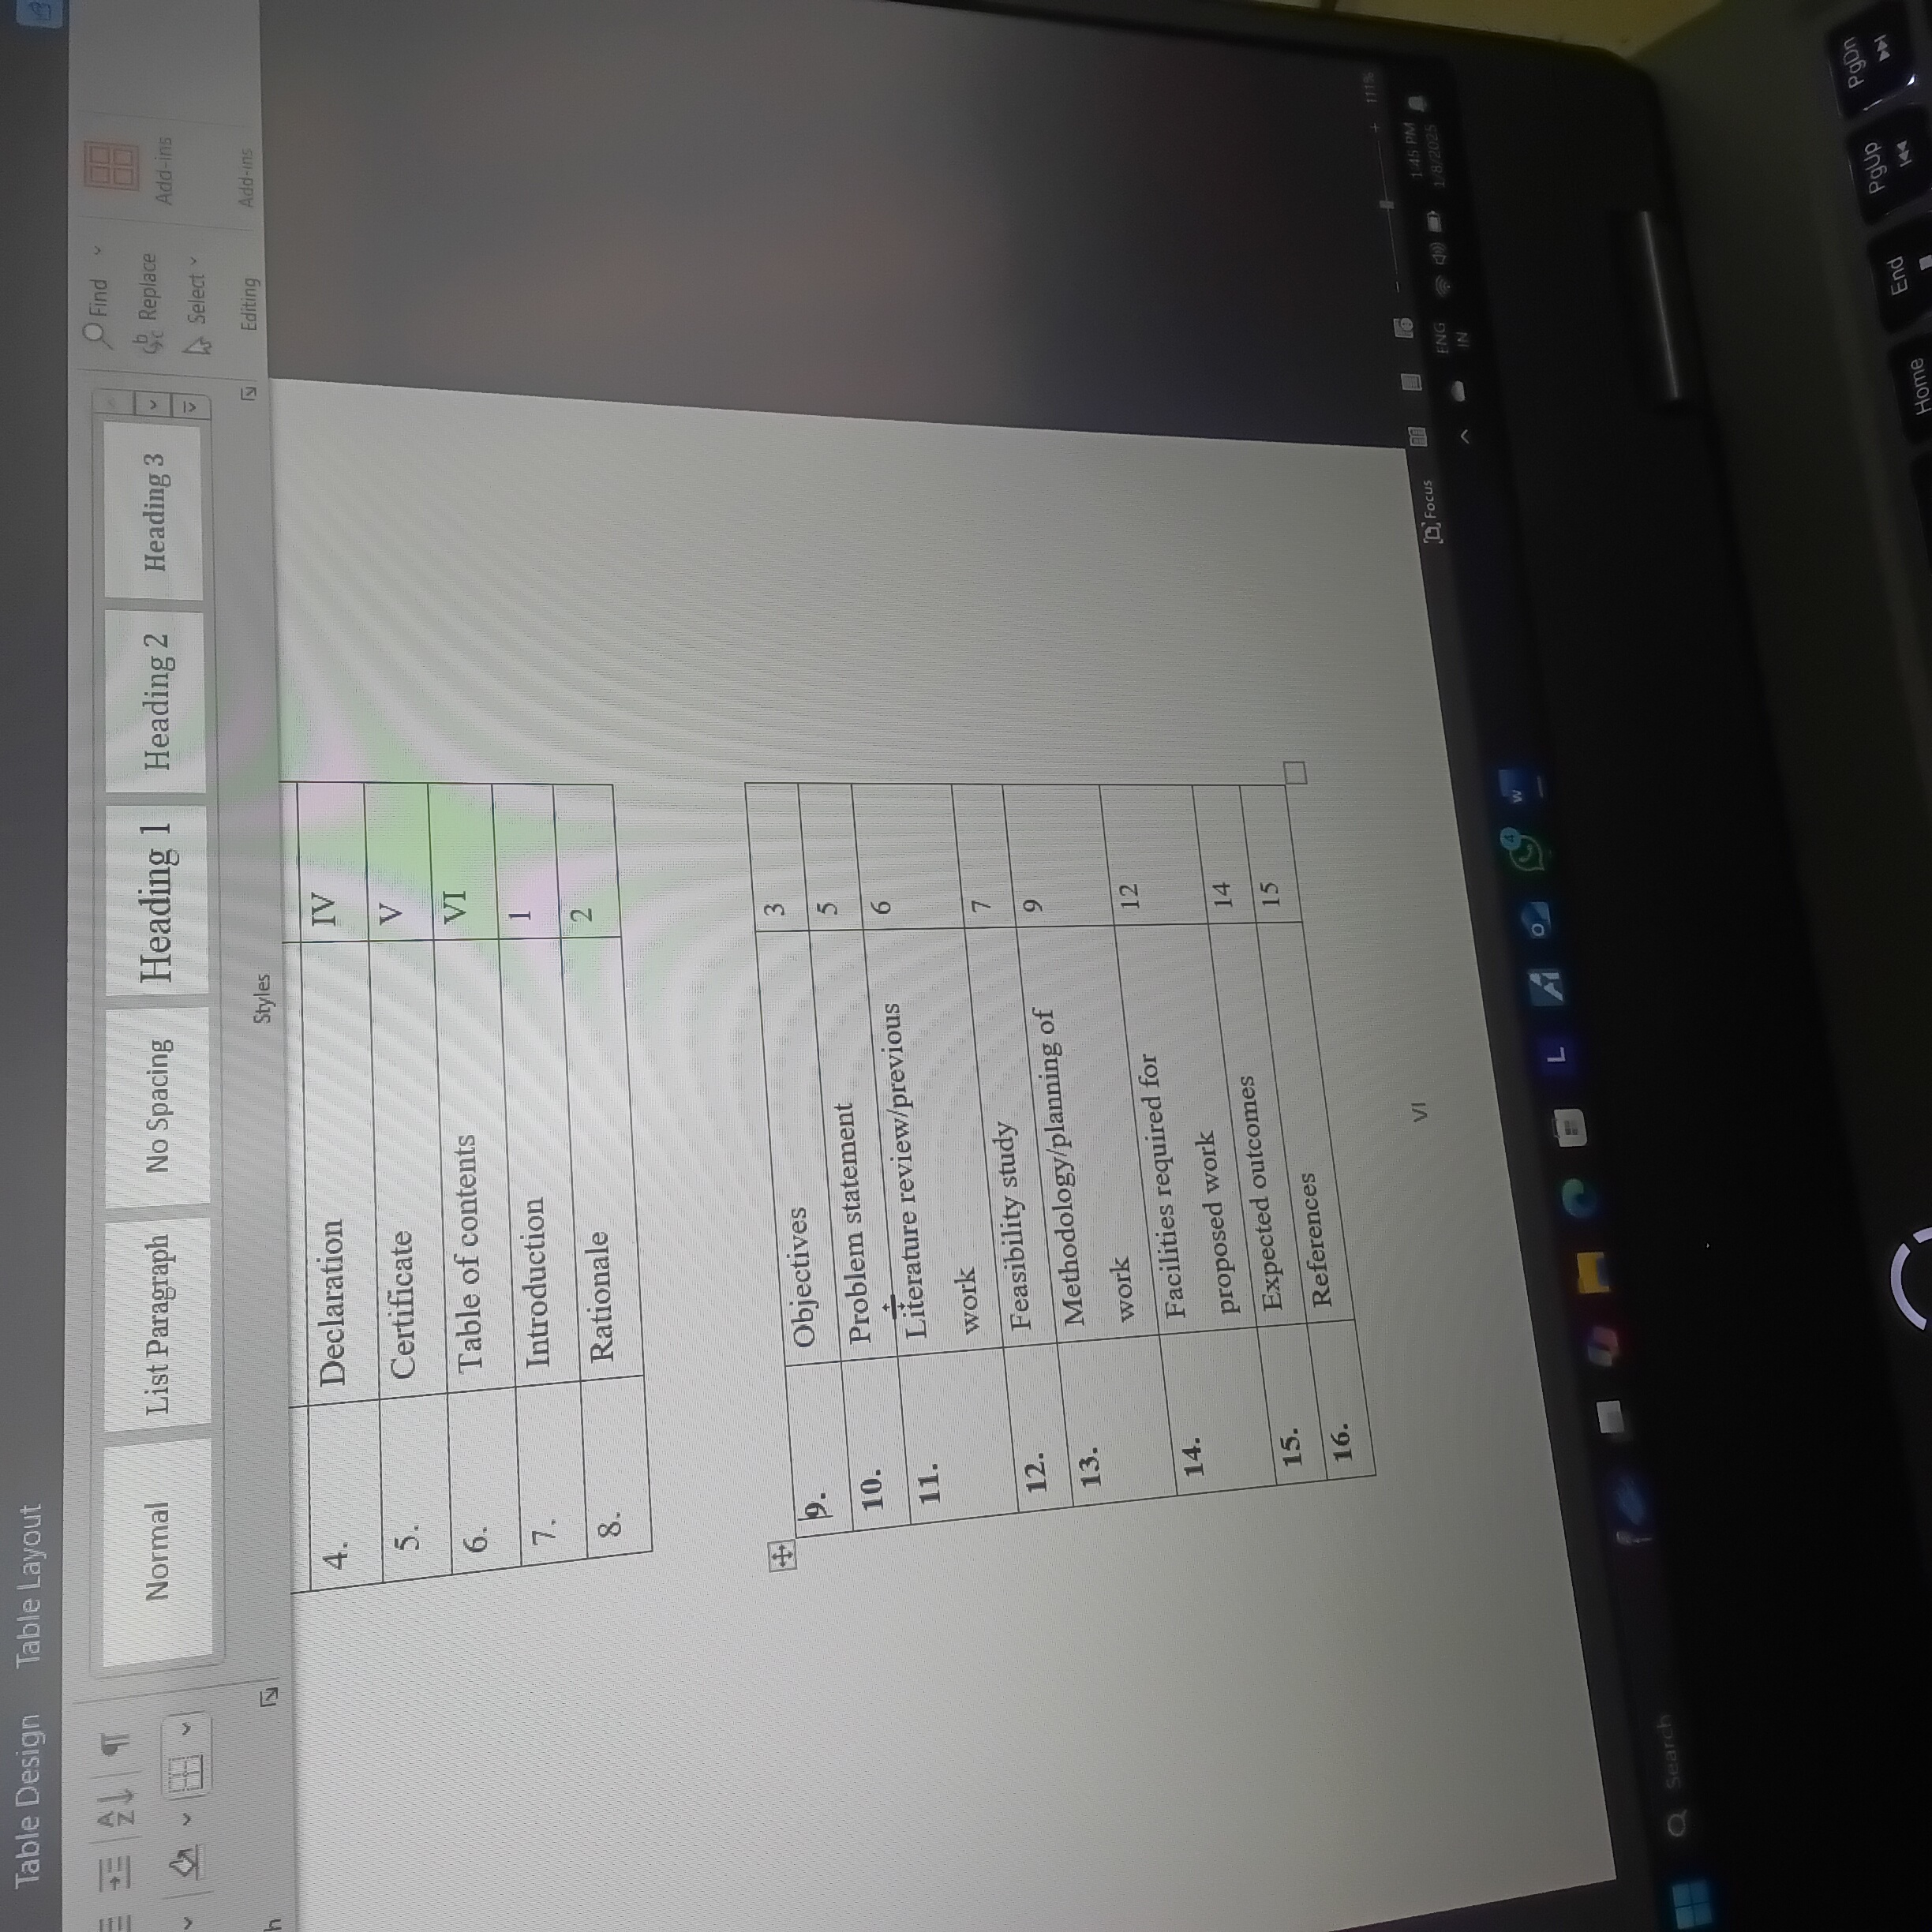 Table Design Table Layout
Normal List Paragraph No Spacing Heading 1 Heading 2 Heading 3
Find
Replace
Select
Add-ins
Styles
Editing
Add-ins
h
4. Declaration IV
5. Certificate V
6. Table of contents VI
7. Introduction 1
8. Rationale 2
9. Objectives 3
10. Problem statement 5
11. Literature review/previous 6
work
12. Feasibility study 7
13. Methodology/planning of 9
work
14. Facilities required for 12
proposed work
15. Expected outcomes 14
16. References 15
VI
Focus
111%
ENG
IN
1:45 PM
1/8/2025
Search
L
4
W
Home
End
PgUp
PgDn